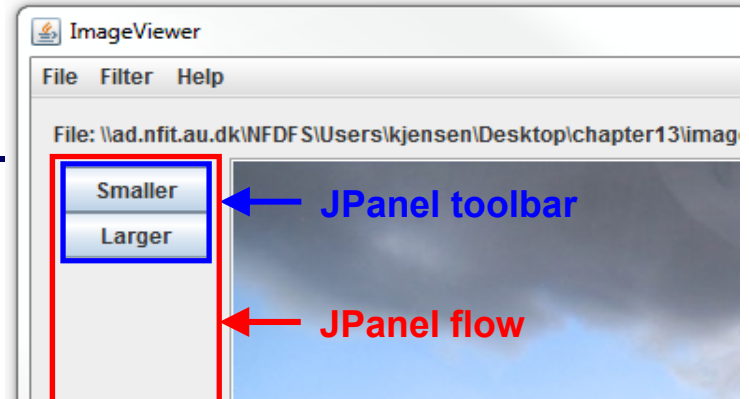 ImageViewer
File Filter Help
File: \\ad.nfit.au.dk\NFDFS\Users\kjensen\Desktop\chapter13\image
Smaller
JPanel toolbar
Larger
JPanel flow